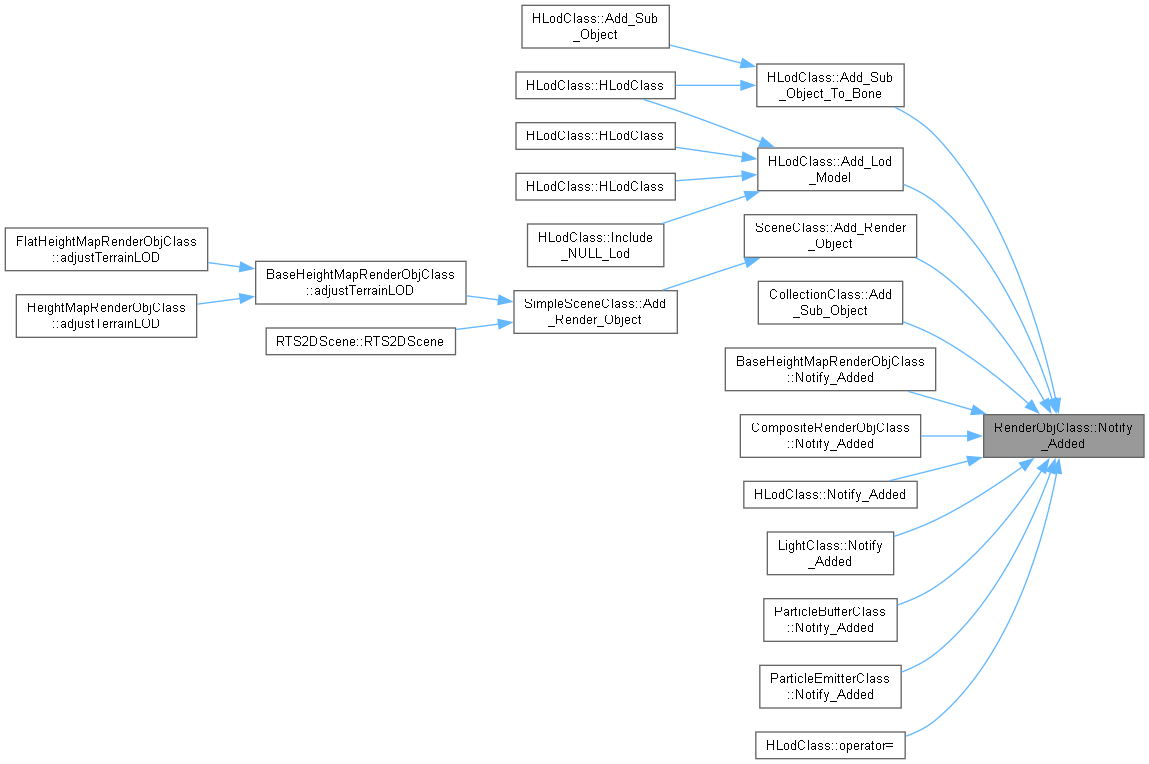 HLodClass::Add_Sub
_Object
HLodClass::Add_Sub
_Object_To_Bone
HLodClass::HLodClass
HLodClass::HLodClass
HLodClass::Add_Lod
_Model
HLodClass::HLodClass
HLodClass::Include
_NULL_Lod
SceneClass::Add_Render
_Object
FlatHeightMapRenderObjClass
::adjustTerrainLOD
BaseHeightMapRenderObjClass
::adjustTerrainLOD
HeightMapRenderObjClass
::adjustTerrainLOD
SimpleSceneClass::Add
_Render_Object
RTS2DScene::RTS2DScene
CollectionClass::Add
_Sub_Object
BaseHeightMapRenderObjClass
::Notify_Added
CompositeRenderObjClass
::Notify_Added
RenderObjClass::Notify
_Added
HLodClass::Notify_Added
LightClass::Notify
_Added
ParticleBufferClass
::Notify_Added
ParticleEmitterClass
::Notify_Added
HLodClass::operator=